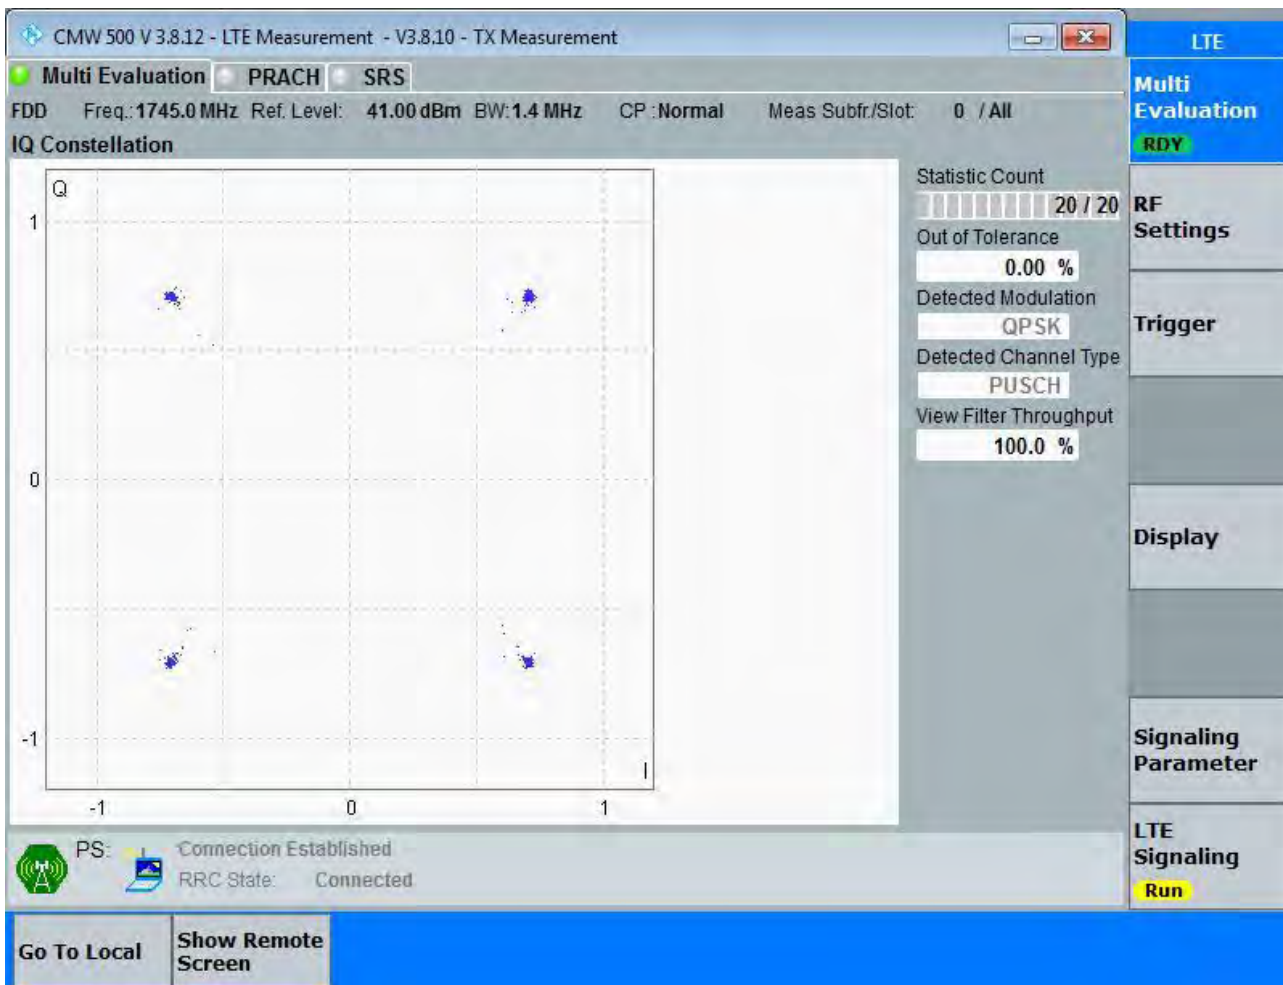 CMW 500 V 3.8.12 - LTE Measurement - V3.8.10 - TX Measurement
LTE
Multi Evaluation PRACH SRS
FDD Freq.: 1745.0 MHz Ref. Level: 41.00 dBm BW: 1.4 MHz CP : Normal Meas Subfr./Slot: 0 / All
IQ Constellation
Q
1
0
-1
I
-1 0 1
Statistic Count
20 / 20
Out of Tolerance
0.00 %
Detected Modulation
QPSK
Detected Channel Type
PUSCH
View Filter Throughput
100.0 %
Multi
Evaluation
RDY
RF
Settings
Trigger
Display
Signaling
Parameter
LTE
Signaling
Run
PS: Connection Established
RRC State: Connected
Go To Local
Show Remote
Screen